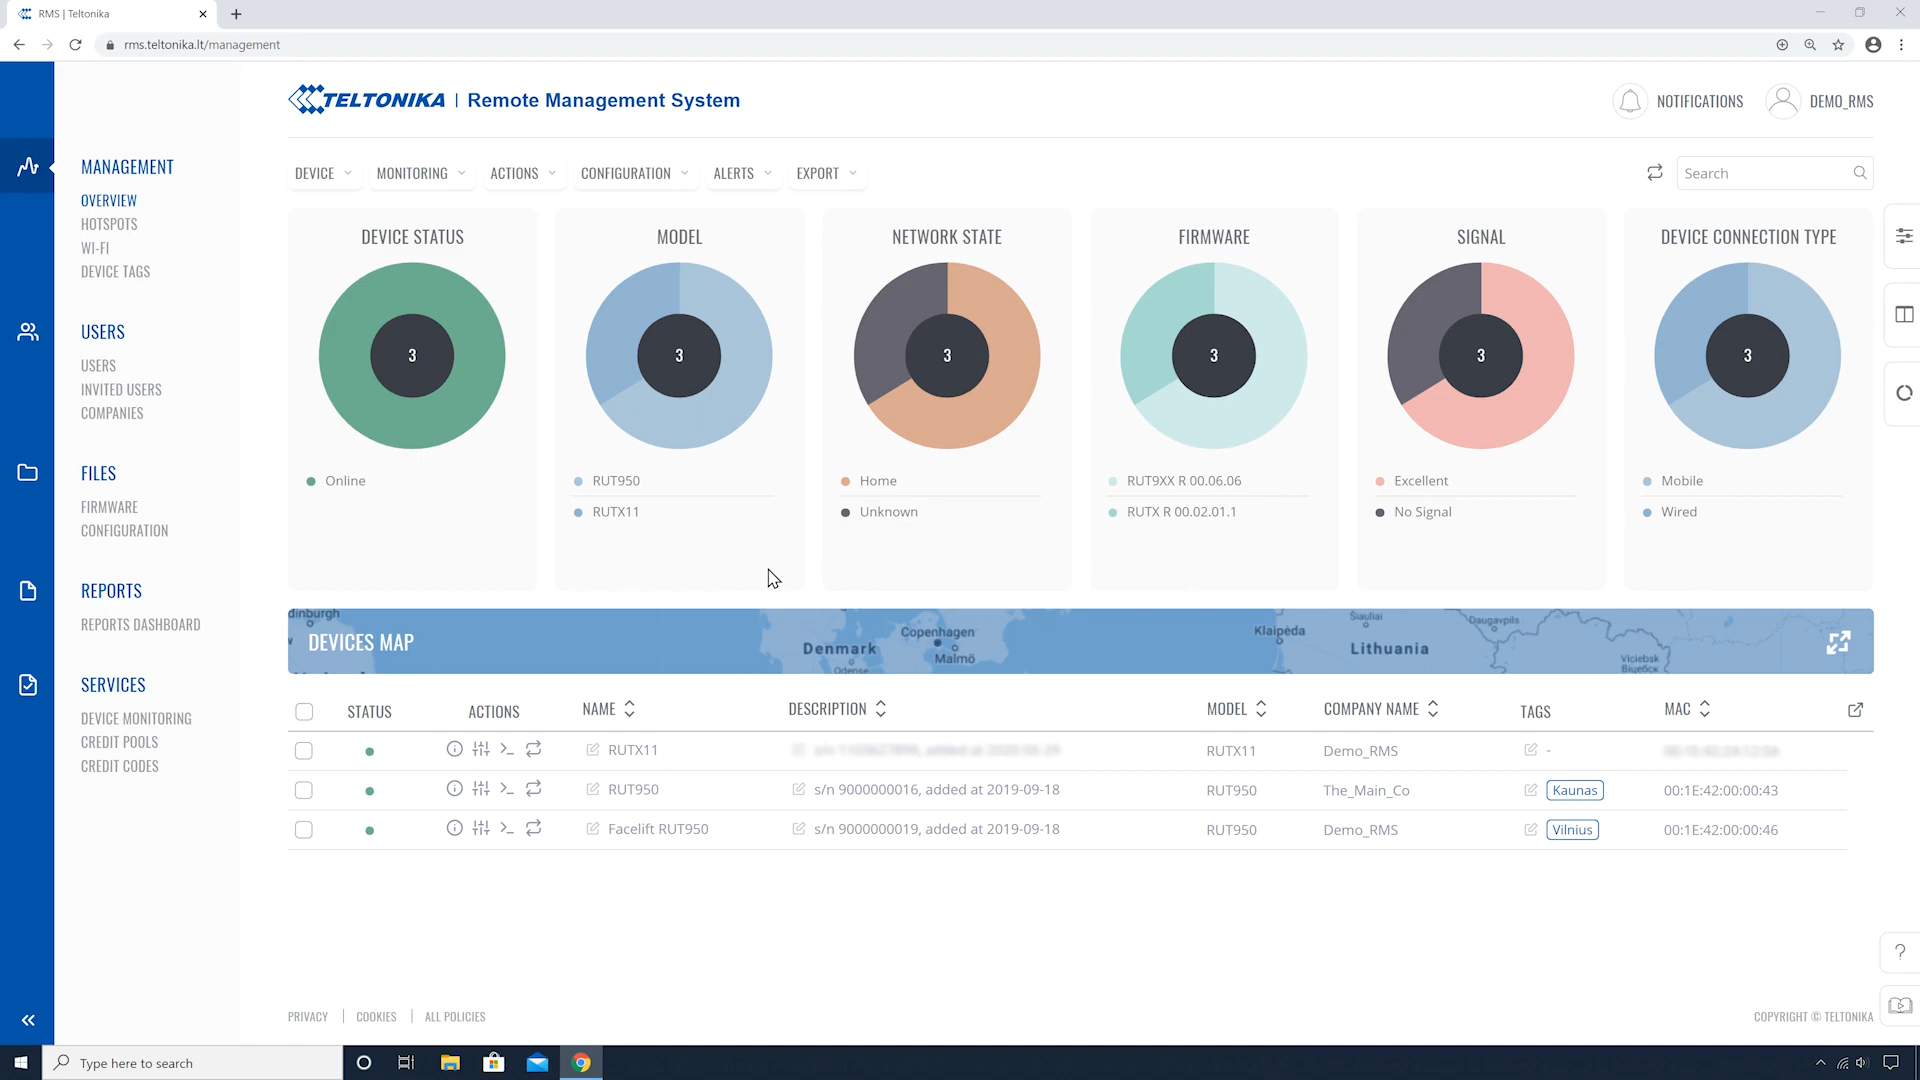 RMS | Teltonika
rms.teltonika.lt/management
TELTONIKA | Remote Management System
NOTIFICATIONS
DEMO_RMS
MANAGEMENT
OVERVIEW
HOTSPOTS
WI-FI
DEVICE TAGS
USERS
USERS
INVITED USERS
COMPANIES
FILES
FIRMWARE
CONFIGURATION
REPORTS
REPORTS DASHBOARD
SERVICES
DEVICE MONITORING
CREDIT POOLS
CREDIT CODES
DEVICE MONITORING ACTIONS CONFIGURATION ALERTS EXPORT
Search
DEVICE STATUS
3
Online
MODEL
3
RUT950
RUTX11
NETWORK STATE
3
Home
Unknown
FIRMWARE
3
RUT9XX R 00.06.06
RUTX R 00.02.01.1
SIGNAL
3
Excellent
No Signal
DEVICE CONNECTION TYPE
3
Mobile
Wired
DEVICES MAP
dinburgh
Denmark
Odense
Copenhagen
Malmö
Klaipėda
Šiauliai
Lithuania
Daugavpils
Viciebsk
Віцебск
STATUS ACTIONS NAME DESCRIPTION MODEL COMPANY NAME TAGS MAC
RUTX11 RUTX11 Demo_RMS -
RUT950 s/n 9000000016, added at 2019-09-18 RUT950 The_Main_Co Kaunas 00:1E:42:00:00:43
Facelift RUT950 s/n 9000000019, added at 2019-09-18 RUT950 Demo_RMS Vilnius 00:1E:42:00:00:46
PRIVACY | COOKIES | ALL POLICIES
COPYRIGHT © TELTONIKA
?
Type here to search